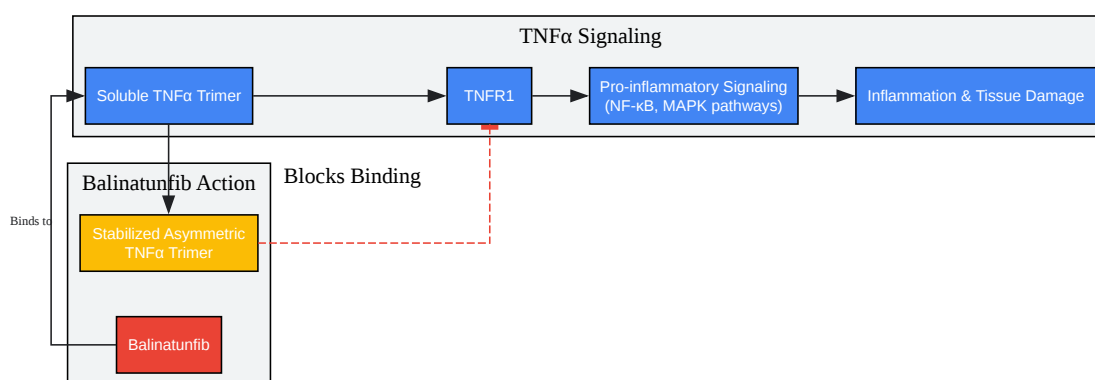 TNFα Signaling
Soluble TNFα Trimer
TNFR1
Pro-inflammatory Signaling
(NF-κB, MAPK pathways)
Inflammation & Tissue Damage
Balinatunfib Action
Blocks Binding
Binds to
Stabilized Asymmetric
TNFα Trimer
Balinatunfib